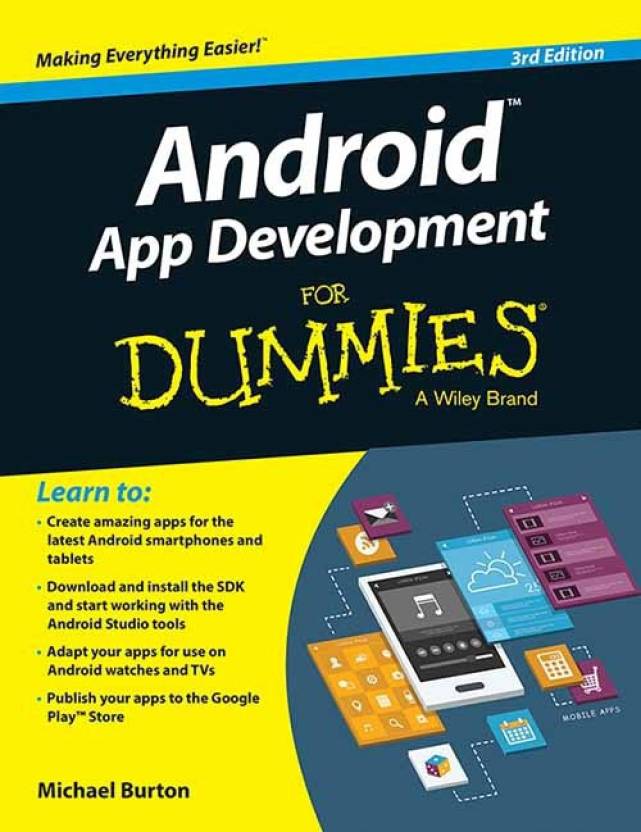 Making Everything Easier!™
3rd Edition
Android™
App Development
FOR
DUMMIES®
A Wiley Brand
Learn to:
• Create amazing apps for the
latest Android smartphones and
tablets
• Download and install the SDK
and start working with the
Android Studio tools
• Adapt your apps for use on
Android watches and TVs
• Publish your apps to the Google
Play™ Store
MOBILE APPS
Michael Burton